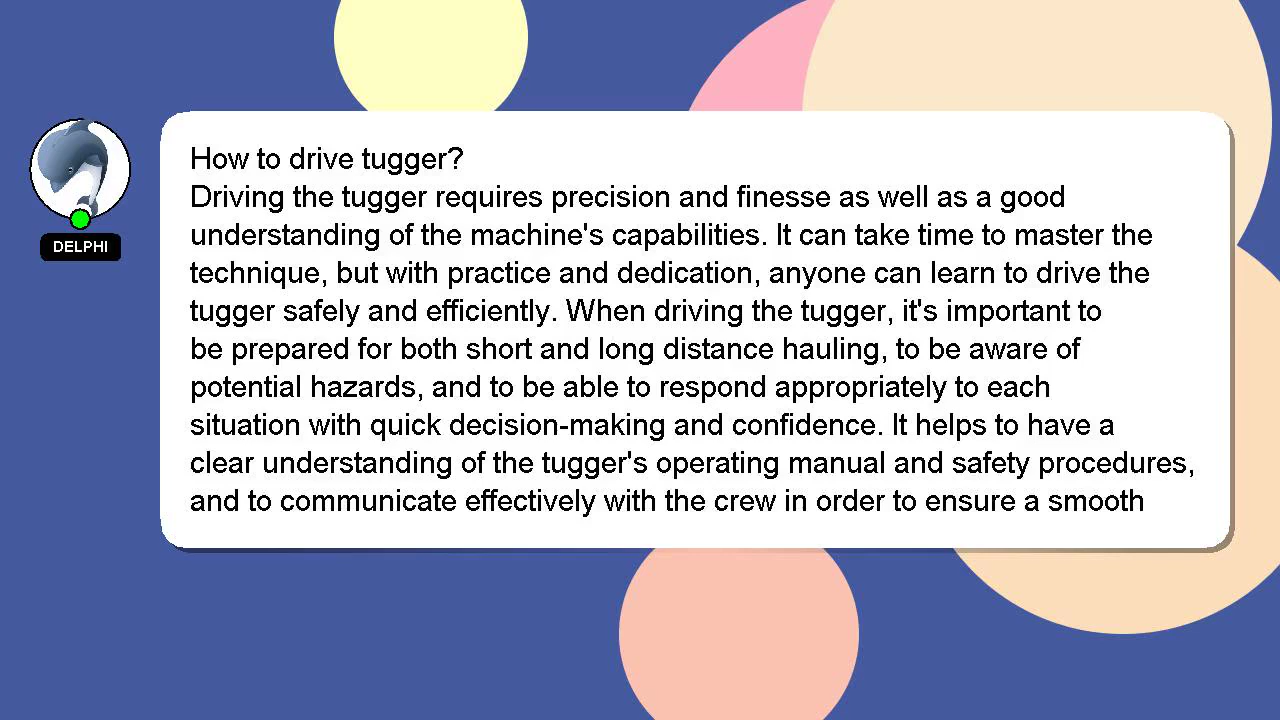 How to drive tugger?
Driving the tugger requires precision and finesse as well as a good
understanding of the machine's capabilities. It can take time to master the
technique, but with practice and dedication, anyone can learn to drive the
tugger safely and efficiently. When driving the tugger, it's important to
be prepared for both short and long distance hauling, to be aware of
potential hazards, and to be able to respond appropriately to each
situation with quick decision-making and confidence. It helps to have a
clear understanding of the tugger's operating manual and safety procedures,
and to communicate effectively with the crew in order to ensure a smooth
DELPHI